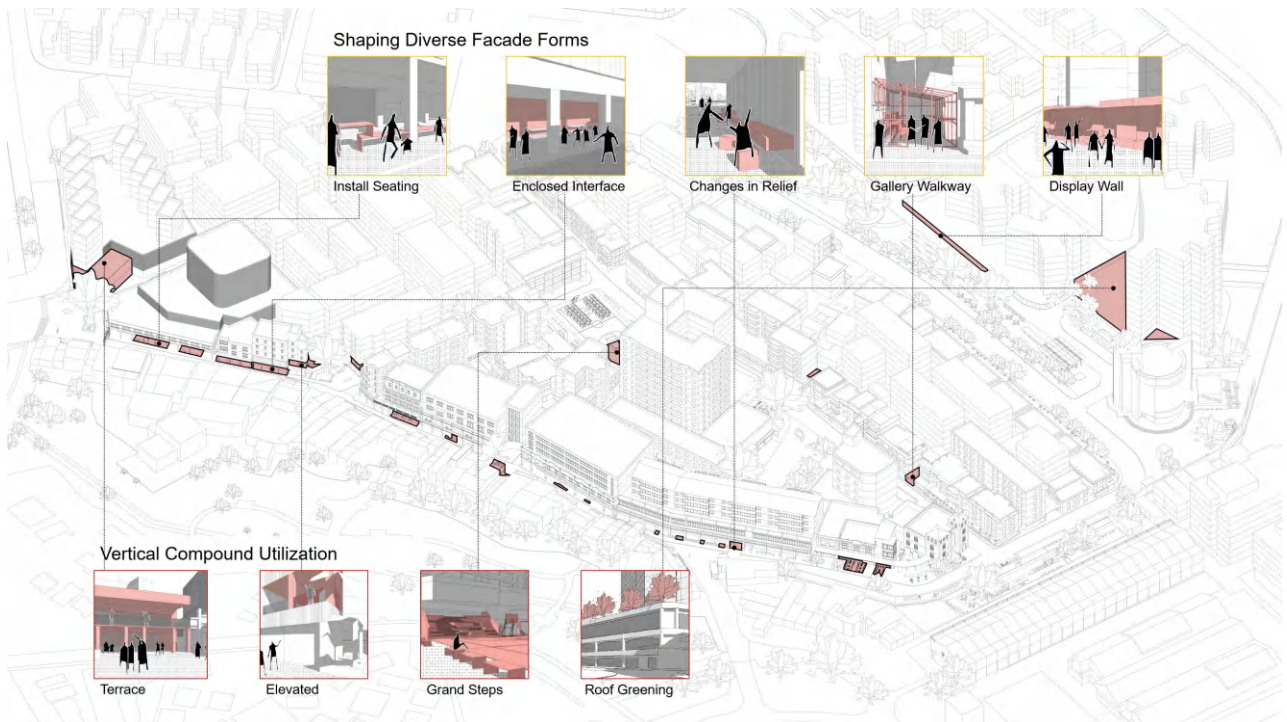 Shaping Diverse Facade Forms
Install Seating
Enclosed Interface
Changes in Relief
Gallery Walkway
Display Wall
Vertical Compound Utilization
Terrace
Elevated
Grand Steps
Roof Greening